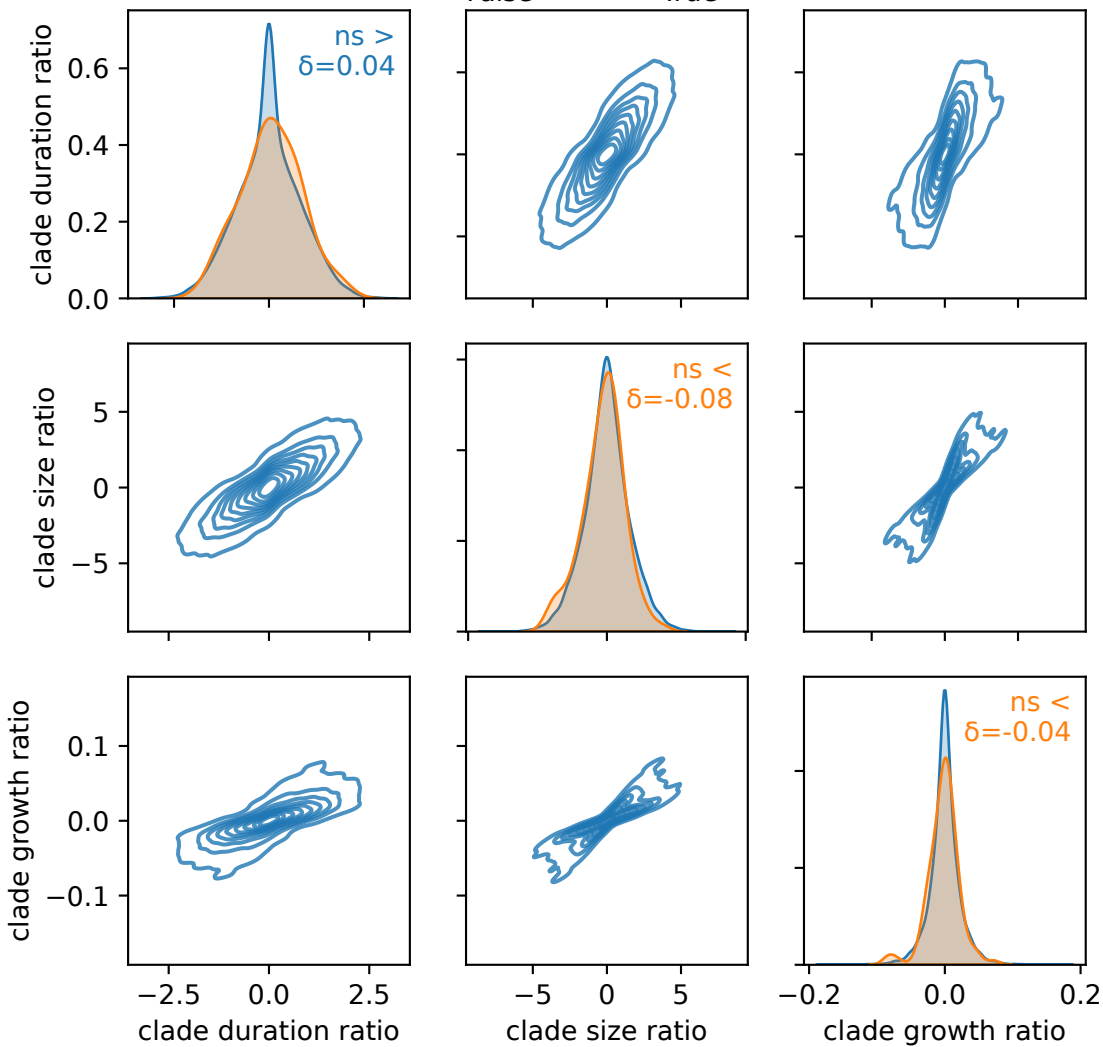 ns >
δ=0.04
clade duration ratio
0.6
0.4
0.2
0.0
ns <
δ=-0.08
clade size ratio
5
0
−5
ns <
δ=-0.04
clade growth ratio
0.1
0.0
−0.1
−2.5 0.0 2.5 −5 0 5 −0.2 0.0 0.2
clade duration ratio clade size ratio clade growth ratio